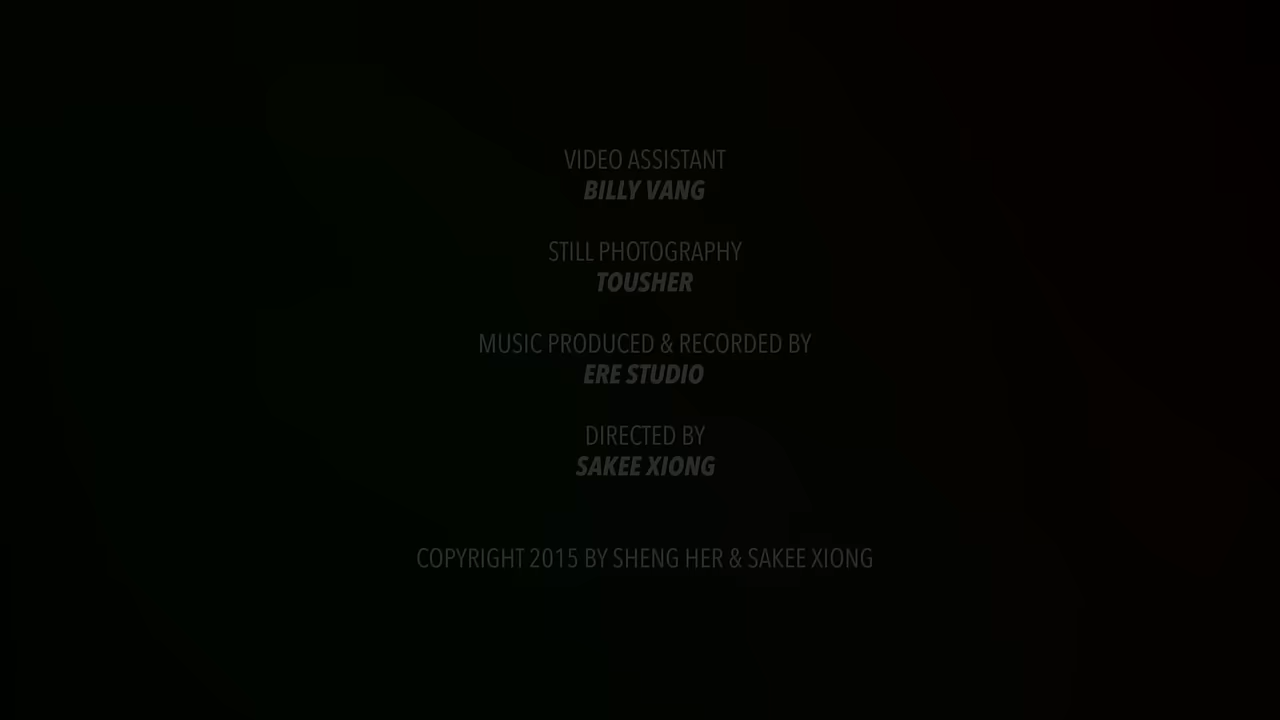 VIDEO ASSISTANT
BILLY VANG
STILL PHOTOGRAPHY
TOUSHER
MUSIC PRODUCED & RECORDED BY
ERE STUDIO
DIRECTED BY
SAKEE XIONG
COPYRIGHT 2015 BY SHENG HER & SAKEE XIONG